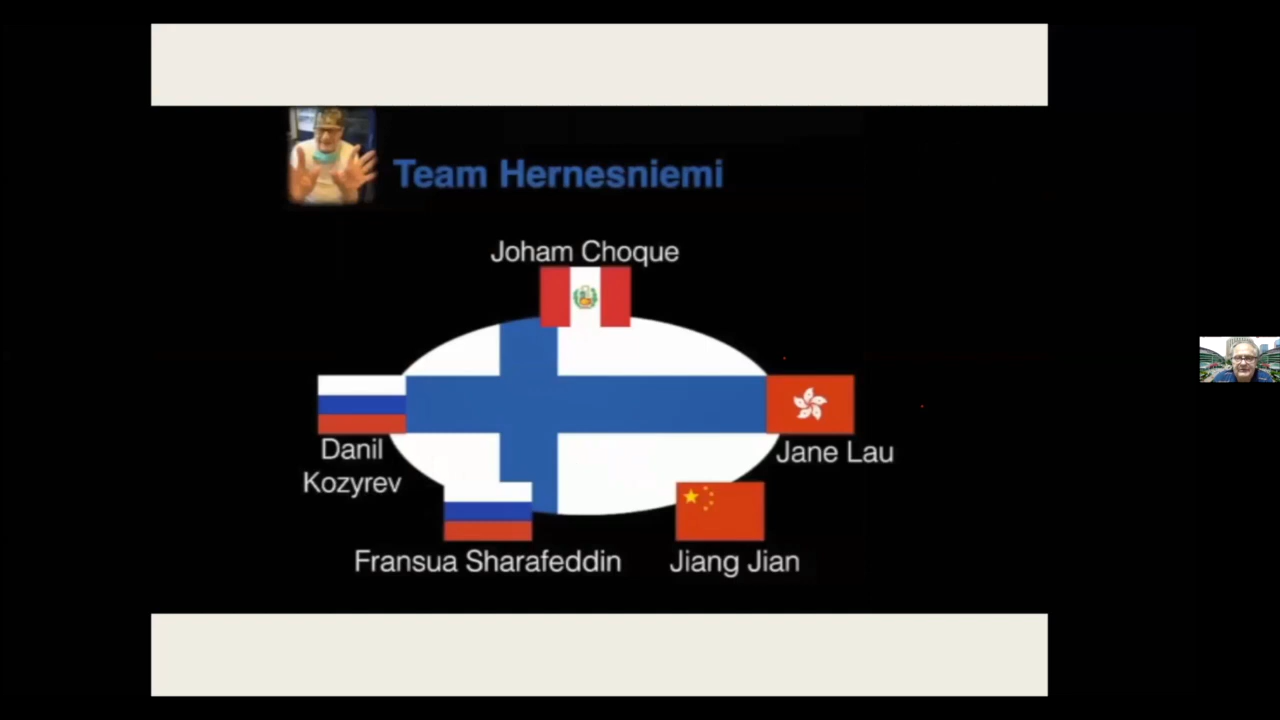 Team Hernesniemi
Joham Choque
Danil
Kozyrev
Jane Lau
Fransua Sharafeddin
Jiang Jian